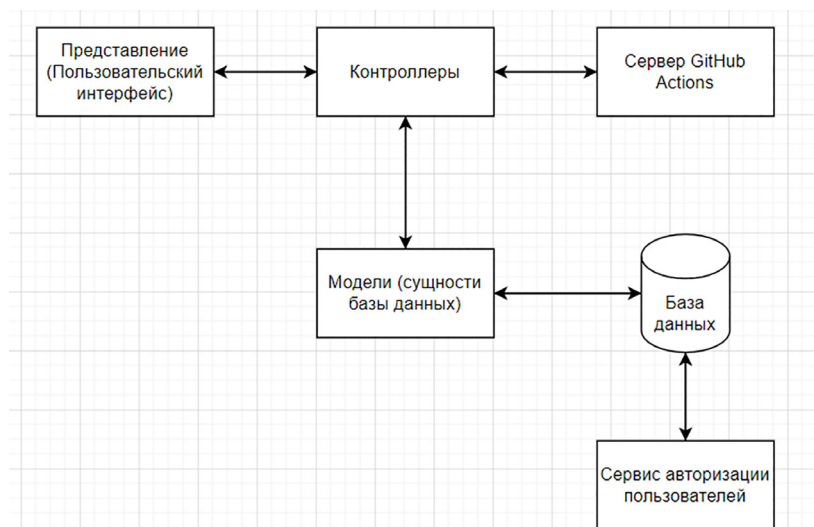 Представление
(Пользовательский
интерфейс)
Контроллеры
Сервер GitHub
Actions
Модели (сущности
базы данных)
База
данных
Сервис авторизации
пользователей